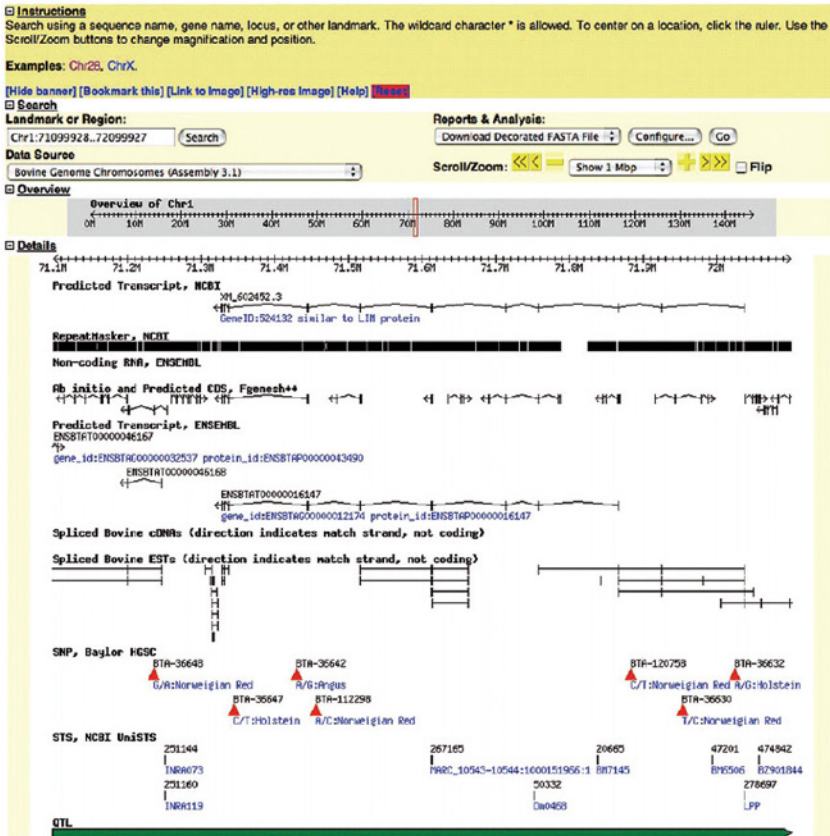 Instructions
Search using a sequence name, gene name, locus, or other landmark. The wildcard character * is allowed. To center on a location, click the ruler. Use the
Scroll/Zoom buttons to change magnification and position.
Examples: Chr28, ChrX.
[Hide banner] [Bookmark this] [Link to Image] [High-res Image] [Help] [Reset]
Search
Landmark or Region: Reports & Analysis:
Chr1:71099928..72099927 Search Download Decorated FASTA File Configure... Go
Data Source Scroll/Zoom: Show 1 Mbp Flip
Bovine Genome Chromosomes (Assembly 3.1)
Overview
Overview of Chr1
0M 10M 20M 30M 40M 50M 60M 70M 80M 90M 100M 110M 120M 130M 140M
Details
71.1M 71.2M 71.3M 71.4M 71.5M 71.6M 71.7M 71.8M 71.9M 72M
Predicted Transcript, NCBI
XM_602452.3
GeneID:524132 similar to LIM protein
RepeatMasker, NCBI
Non-coding RNA, ENSEMBL
Ab initio and Predicted CDS, Fgenesh++
Predicted Transcript, ENSEMBL
ENSBTAT00000046167
gene_id:ENSBTAG00000032537 protein_id:ENSBTAP00000043490
ENSBTAT00000046168
ENSBTAT00000016147
gene_id:ENSBTAG00000012174 protein_id:ENSBTAP00000016147
Spliced Bovine cDNAs (direction indicates match strand, not coding)
Spliced Bovine ESTs (direction indicates match strand, not coding)
SNP, Baylor HGSC
BTA-36648 BTA-36642 BTA-120758 BTA-36632
G/A:Norweigian Red A/G:Angus C/T:Norweigian Red A/G:Holstein
BTA-36647 BTA-112298 BTA-36630
C/T:Holstein A/C:Norweigian Red T/C:Norweigian Red
STS, NCBI UniSTS
251144 267165 20665 47201 474842
INRA073 MARC_10543-10544:1000151966:1 BM7145 BM6506 BZ901844
251160 50332 278697
INRA119 LPP
QTL